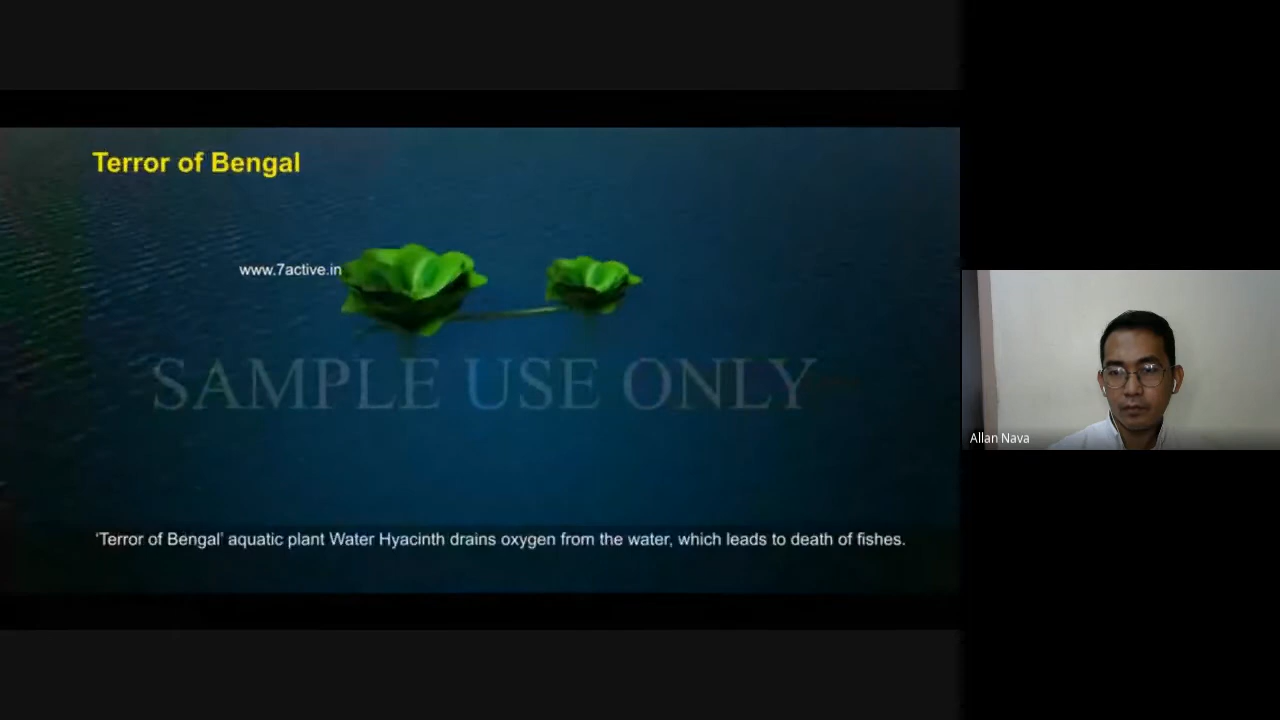 Terror of Bengal
www.7active.in
SAMPLE USE ONLY
Allan Nava
‘Terror of Bengal’ aquatic plant Water Hyacinth drains oxygen from the water, which leads to death of fishes.